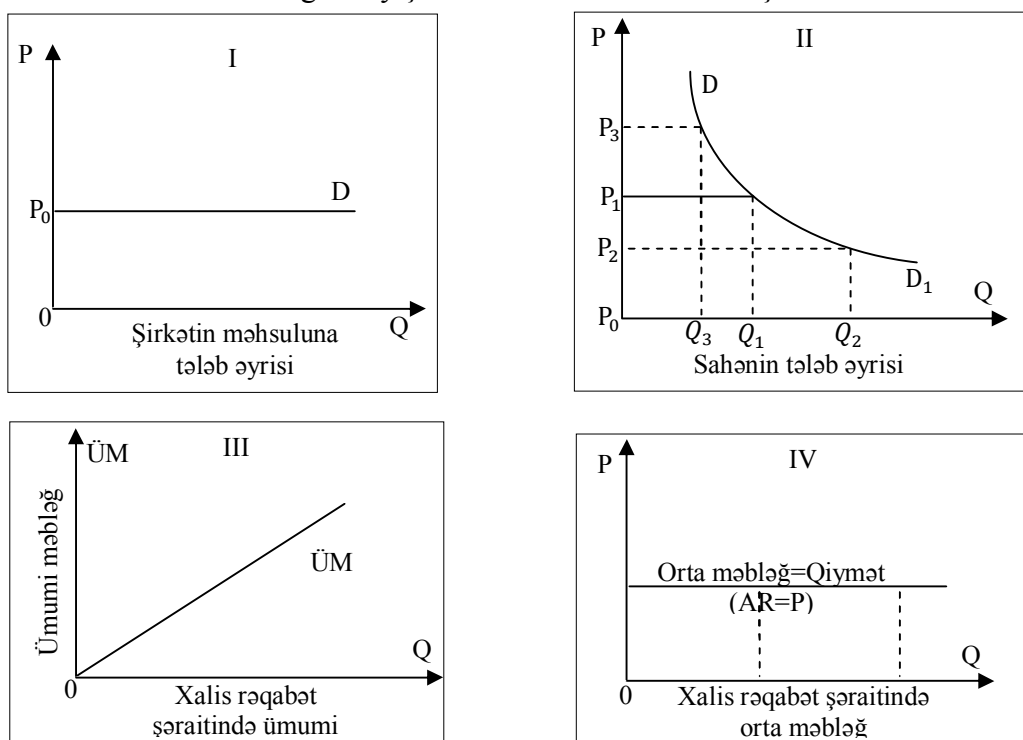 P
I
D
P₀
0
Q
Şirkətin məhsuluna
tələb əyrisi
P
II
D
P₃
P₁
P₂
D₁
Q
P₀
Q₃ Q₁ Q₂
Sahənin tələb əyrisi
ÜM
III
Ümumi məbləğ
ÜM
Q
0
Xalis rəqabət
şəraitində ümumi
P
IV
Orta məbləğ=Qiymət
(AR=P)
Q
0
Xalis rəqabət şəraitində
orta məbləğ